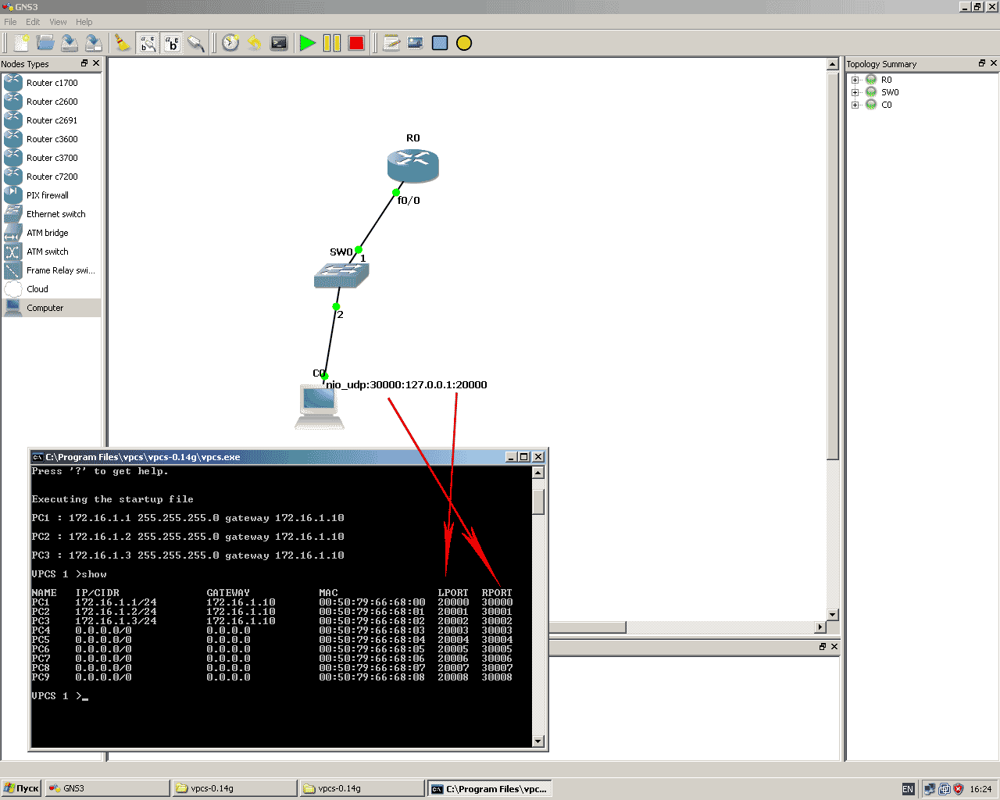 GNS3
File Edit View Help
Nodes Types
Router c1700
Router c2600
Router c2691
Router c3600
Router c3700
Router c7200
PIX firewall
Ethernet switch
ATM bridge
ATM switch
Frame Relay swi...
Cloud
Computer
R0
f0/0
SW0
1
2
C0
nio_udp:30000:127.0.0.1:20000
Topology Summary
R0
SW0
C0
C:\Program Files\vpcs\vpcs-0.14g\vpcs.exe
Press '?' to get help.
Executing the startup file
PC1 : 172.16.1.1 255.255.255.0 gateway 172.16.1.10
PC2 : 172.16.1.2 255.255.255.0 gateway 172.16.1.10
PC3 : 172.16.1.3 255.255.255.0 gateway 172.16.1.10
VPCS 1 >show
NAME IP/CIDR GATEWAY MAC LPORT RPORT
PC1 172.16.1.1/24 172.16.1.10 00:50:79:66:68:00 20000 30000
PC2 172.16.1.2/24 172.16.1.10 00:50:79:66:68:01 20001 30001
PC3 172.16.1.3/24 172.16.1.10 00:50:79:66:68:02 20002 30002
PC4 0.0.0.0/0 0.0.0.0 00:50:79:66:68:03 20003 30003
PC5 0.0.0.0/0 0.0.0.0 00:50:79:66:68:04 20004 30004
PC6 0.0.0.0/0 0.0.0.0 00:50:79:66:68:05 20005 30005
PC7 0.0.0.0/0 0.0.0.0 00:50:79:66:68:06 20006 30006
PC8 0.0.0.0/0 0.0.0.0 00:50:79:66:68:07 20007 30007
PC9 0.0.0.0/0 0.0.0.0 00:50:79:66:68:08 20008 30008
VPCS 1 >_
Пуск GNS3 vpcs-0.14g vpcs-0.14g C:\Program Files\vpc... EN 16:24